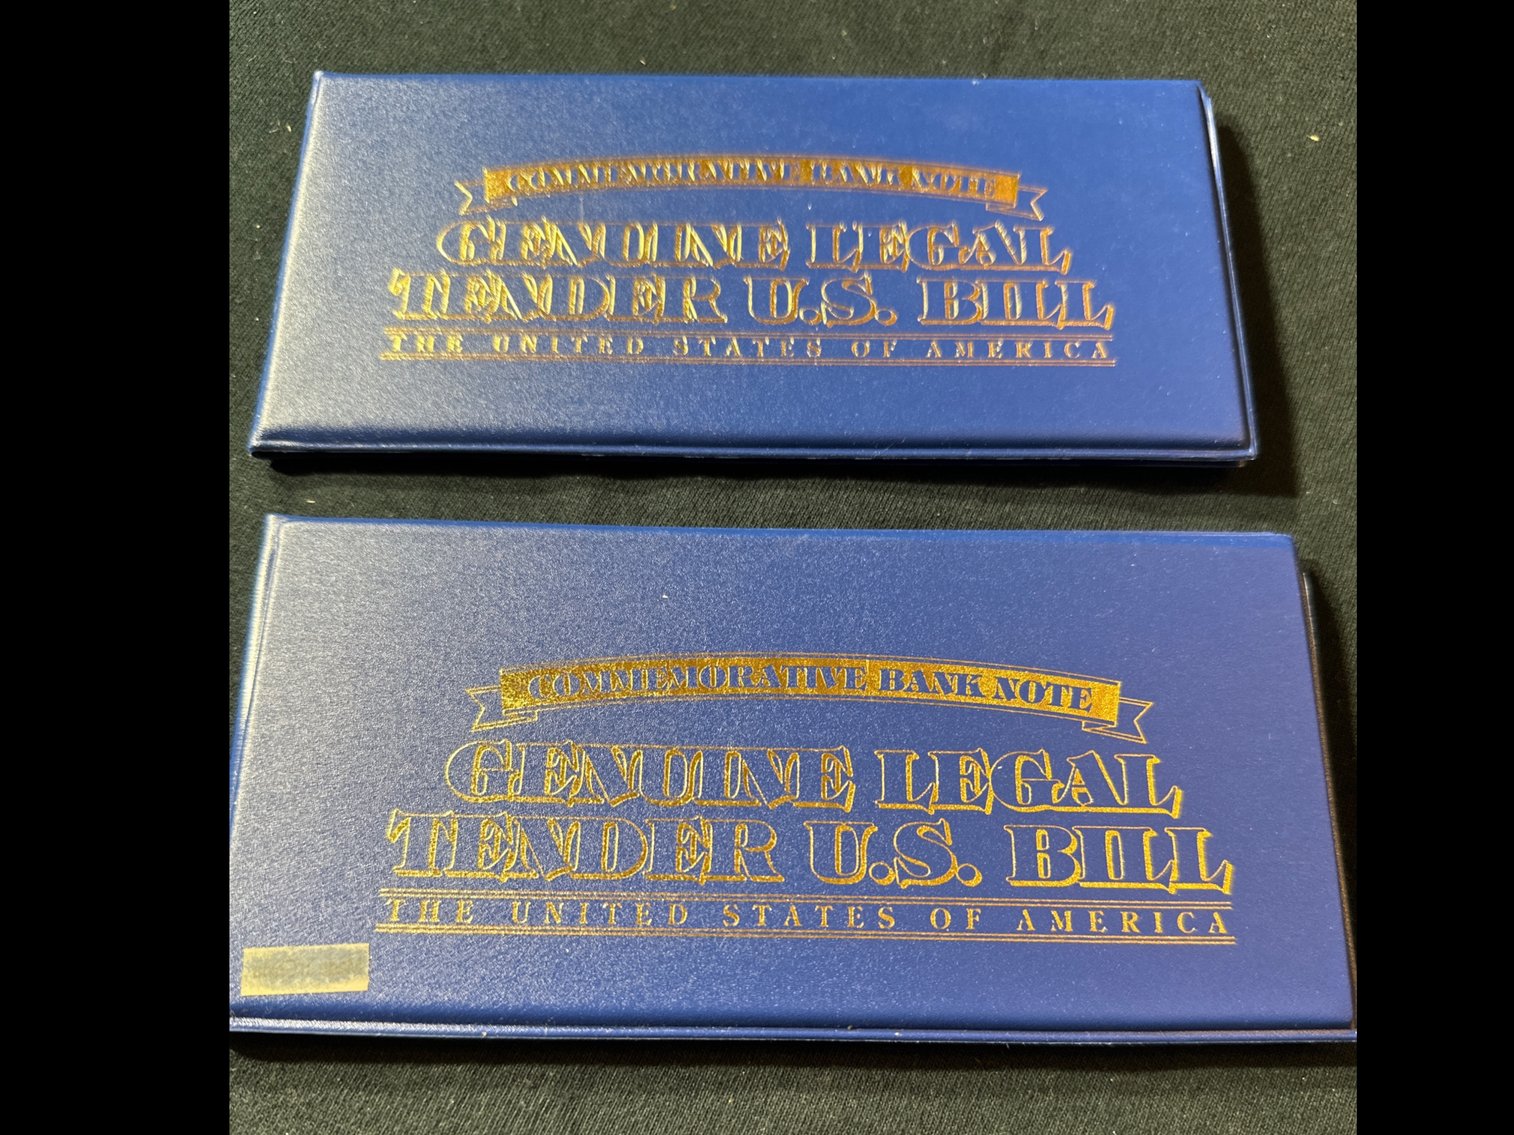 COMMEMORATIVE BANK NOTE
GENUINE LEGAL
TENDER U.S. BILL
THE UNITED STATES OF AMERICA
COMMEMORATIVE BANK NOTE
GENUINE LEGAL
TENDER U.S. BILL
THE UNITED STATES OF AMERICA